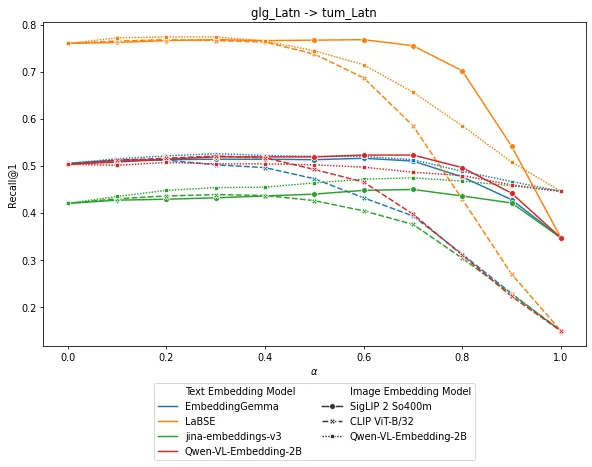 glg_Latn -> tum_Latn
Recall@1
0.8
0.7
0.6
0.5
0.4
0.3
0.2
0.0 0.2 0.4 0.6 0.8 1.0
α
Text Embedding Model Image Embedding Model
EmbeddingGemma SigLIP 2 So400m
LaBSE CLIP ViT-B/32
jina-embeddings-v3 Qwen-VL-Embedding-2B
Qwen-VL-Embedding-2B